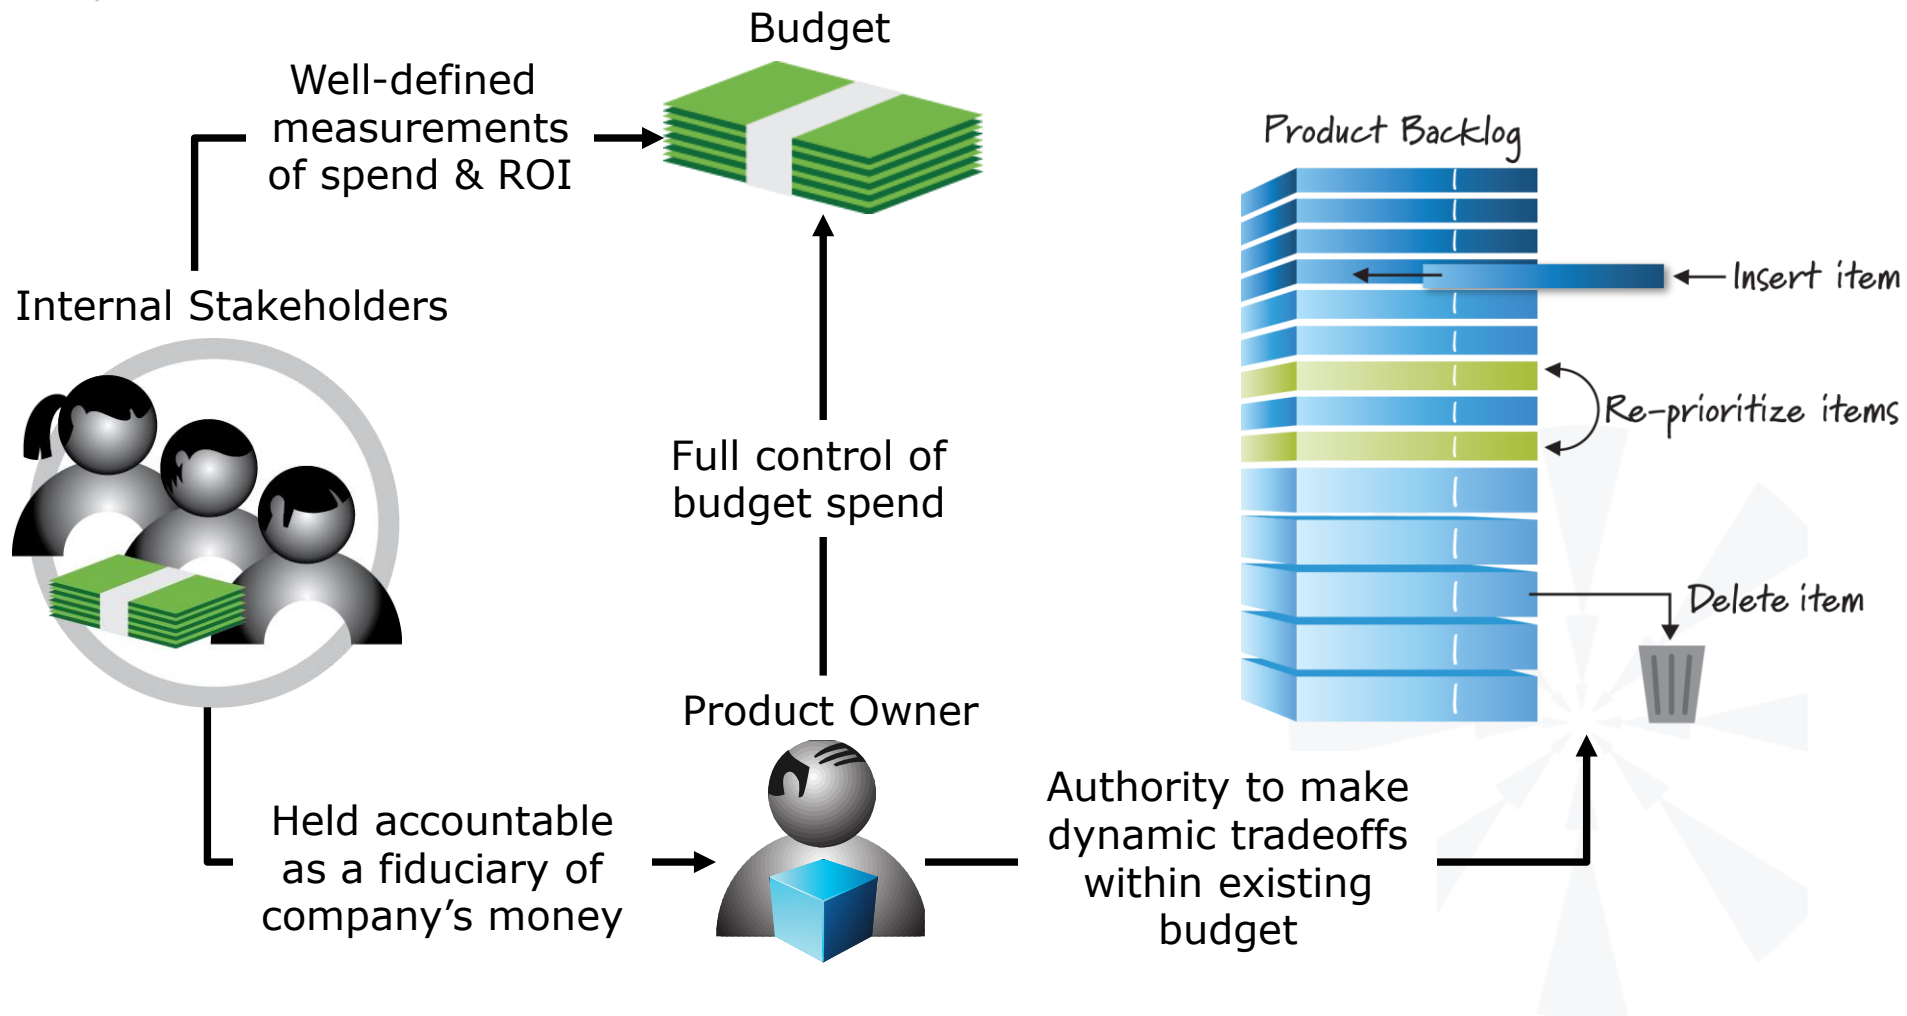 Budget
Well-defined
measurements
of spend & ROI
Product Backlog
Insert item
Internal Stakeholders
Re-prioritize items
Full control of
budget spend
Delete item
Product Owner
Held accountable
as a fiduciary of
company’s money
Authority to make
dynamic tradeoffs
within existing
budget